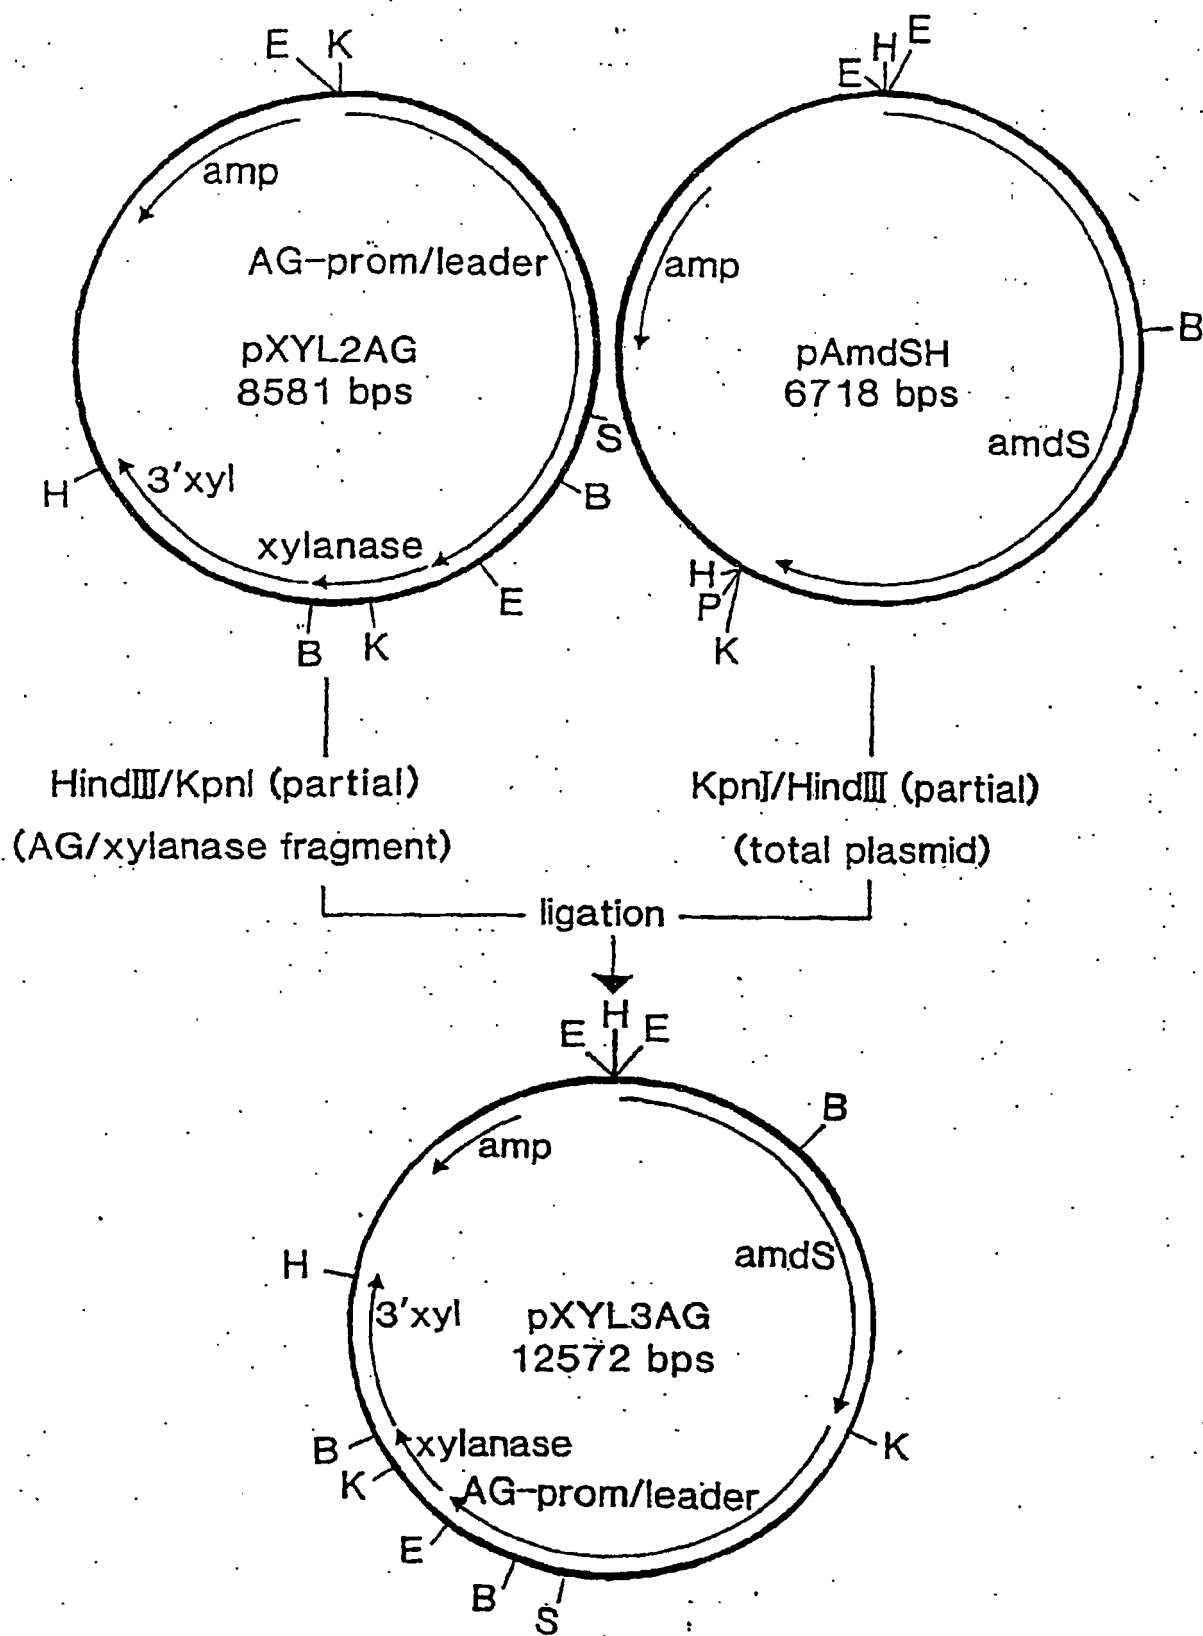 E K
amp
AG-prom/leader
pXYL2AG
8581 bps
S
B
H
3'xyl
xylanase
E
B K
E H E
amp
B
pAmdSH
6718 bps
amdS
H
P
K
HindIII/KpnI (partial)
(AG/xylanase fragment)
KpnI/HindIII (partial)
(total plasmid)
ligation
E H E
B
amp
amdS
H
3'xyl
pXYL3AG
12572 bps
K
B
xylanase
K
AG-prom/leader
E
B
S